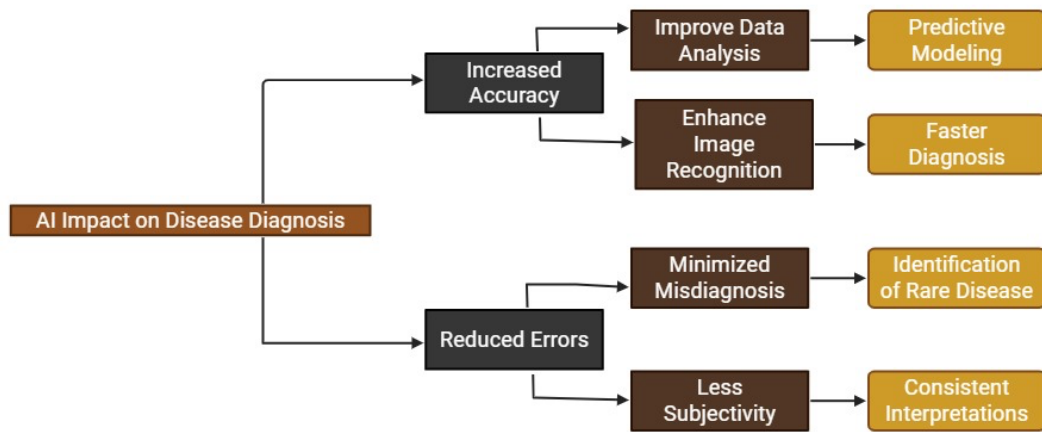 Improve Data
Analysis
Predictive
Modeling
Increased
Accuracy
Enhance
Image
Recognition
Faster
Diagnosis
AI Impact on Disease Diagnosis
Minimized
Misdiagnosis
Identification
of Rare Disease
Reduced Errors
Less
Subjectivity
Consistent
Interpretations